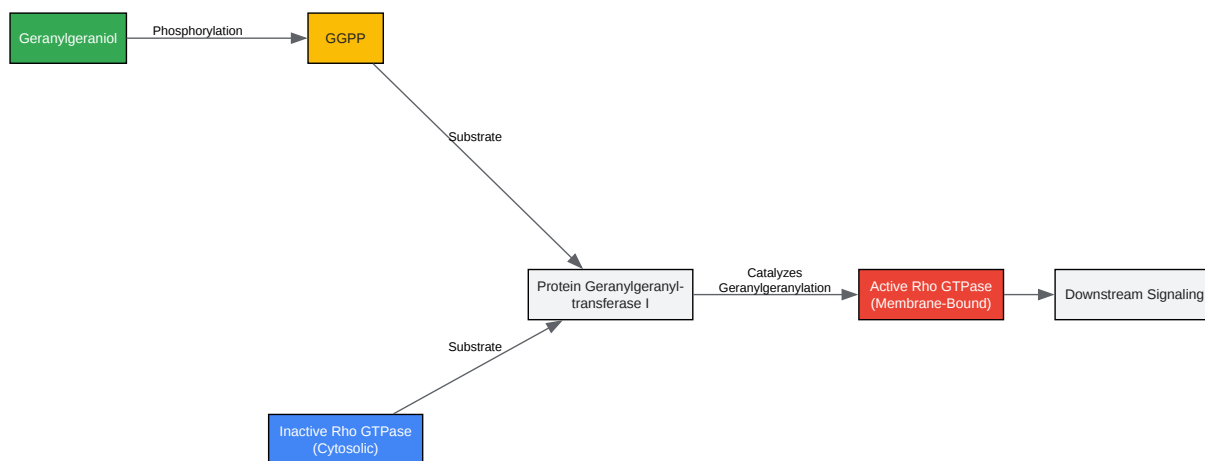 Geranylgeraniol
Phosphorylation
GGPP
Substrate
Protein Geranylgeranyl-
transferase I
Catalyzes
Geranylgeranylation
Active Rho GTPase
(Membrane-Bound)
Downstream Signaling
Substrate
Inactive Rho GTPase
(Cytosolic)